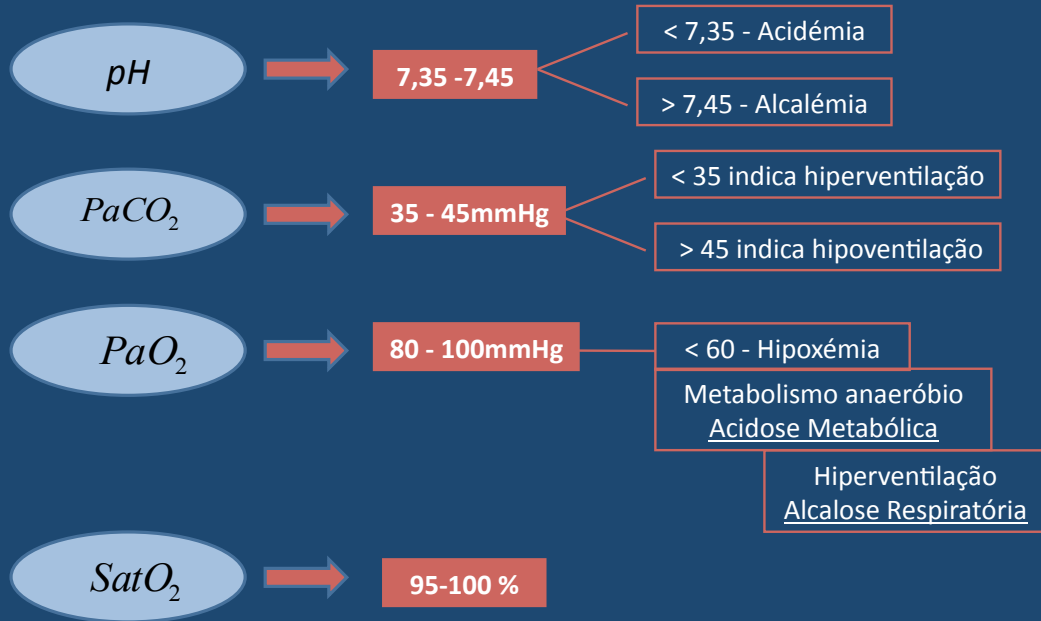 pH
7,35 -7,45
< 7,35 - Acidémia
> 7,45 - Alcalémia
PaCO₂
35 - 45mmHg
< 35 indica hiperventilação
> 45 indica hipoventilação
PaO₂
80 - 100mmHg
< 60 - Hipoxémia
Metabolismo anaeróbio
Acidose Metabólica
Hiperventilação
Alcalose Respiratória
SatO₂
95-100 %